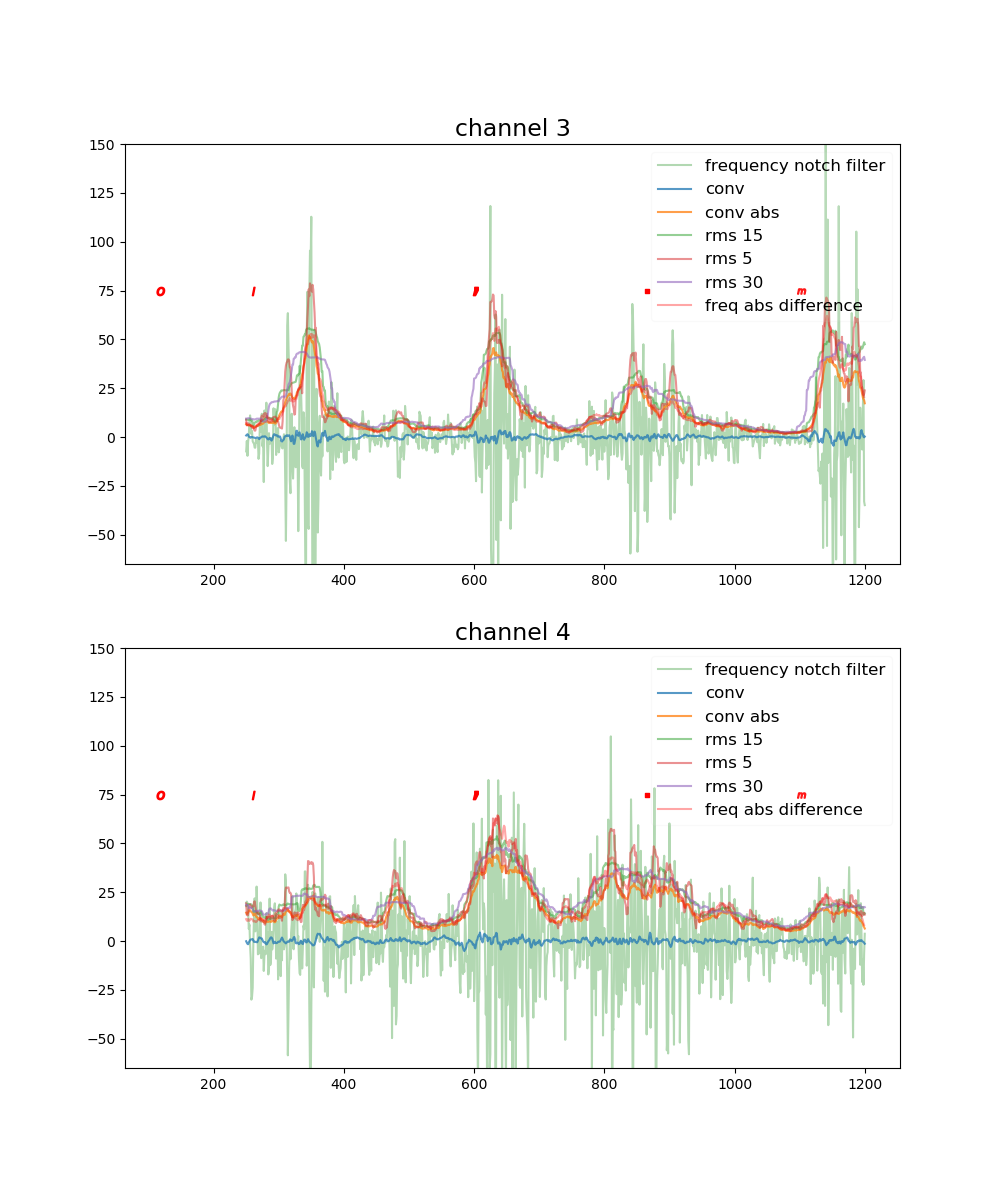 channel 3
150
125
100
75
50
25
0
−25
−50
frequency notch filter
conv
conv abs
rms 15
rms 5
rms 30
freq abs difference
o l , . m
200 400 600 800 1000 1200
channel 4
150
125
100
75
50
25
0
−25
−50
frequency notch filter
conv
conv abs
rms 15
rms 5
rms 30
freq abs difference
o l , . m
200 400 600 800 1000 1200